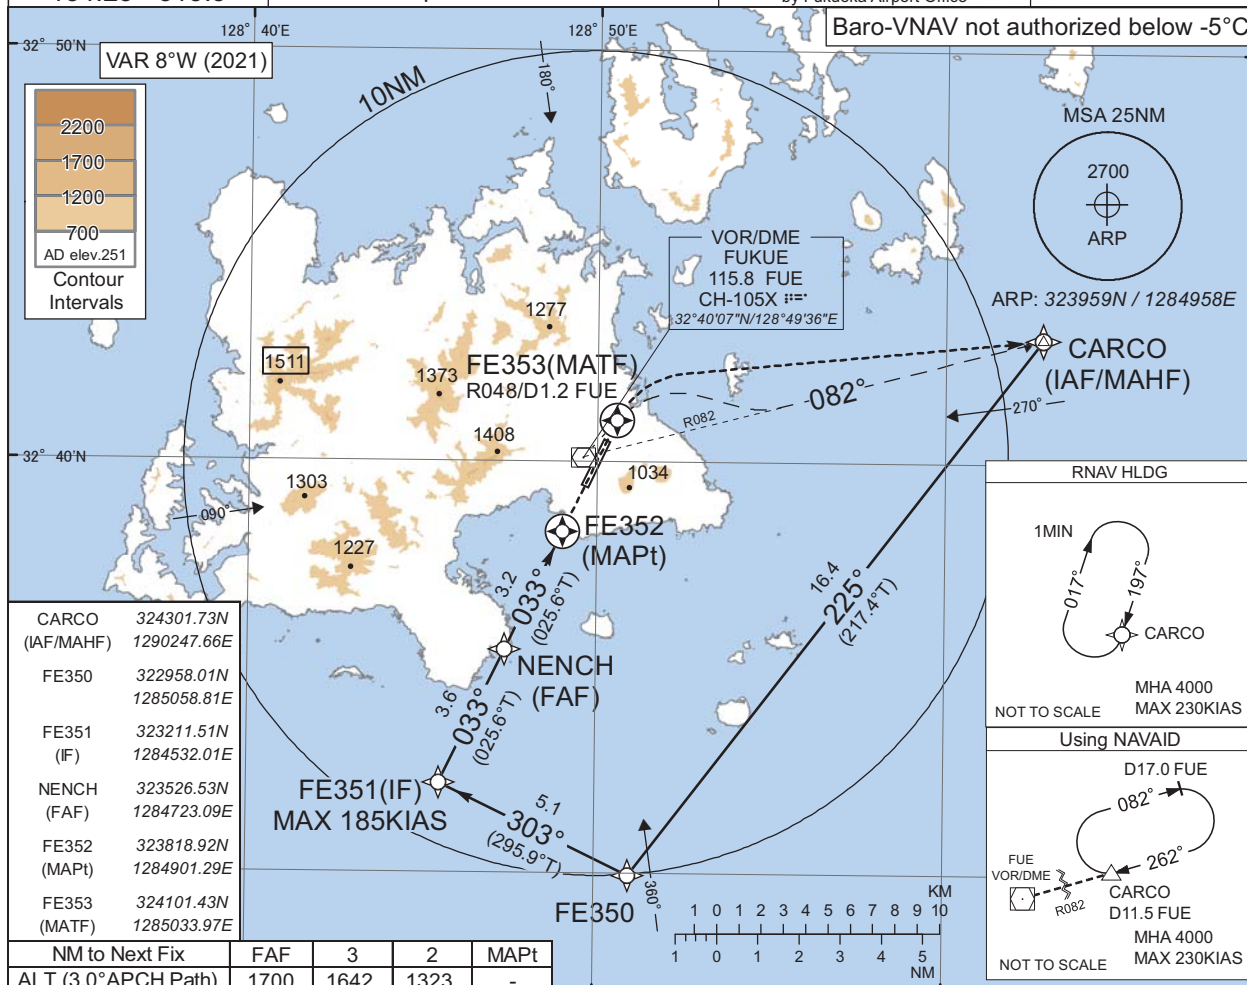 128° 40'E
128° 50'E
Baro-VNAV not authorized below -5°C
32° 50'N
VAR 8°W (2021)
10NM
180°
2200
1700
1200
700
AD elev.251
Contour
Intervals
MSA 25NM
2700
ARP
ARP: 323959N / 1284958E
VOR/DME
FUKUE
115.8 FUE
CH-105X
32°40'07"N/128°49'36"E
1277
1511
1373
FE353(MATF)
R048/D1.2 FUE
CARCO
(IAF/MAHF)
082°
R082
270°
1408
32° 40'N
1303
1034
090°
FE352
(MAPt)
1227
3.2
033°
(025.6°T)
16.4
225°
(217.4°T)
NENCH
(FAF)
3.6
033°
(025.6°T)
FE351(IF)
MAX 185KIAS
5.1
303°
(295.9°T)
FE350
360°
RNAV HLDG
1MIN
017°
197°
CARCO
MHA 4000
MAX 230KIAS
NOT TO SCALE
Using NAVAID
D17.0 FUE
082°
262°
FUE
VOR/DME
R082
CARCO
D11.5 FUE
MHA 4000
MAX 230KIAS
NOT TO SCALE
CARCO 324301.73N
(IAF/MAHF) 1290247.66E
FE350 322958.01N
1285058.81E
FE351 323211.51N
(IF) 1284532.01E
NENCH 323526.53N
(FAF) 1284723.09E
FE352 323818.92N
(MAPt) 1284901.29E
FE353 324101.43N
(MATF) 1285033.97E
KM
1 0 1 2 3 4 5 6 7 8 9 10
1 0 1 2 3 4 5
NM
NM to Next Fix FAF 3 2 MAPt
ALT (3.0°APCH Path) 1700 1642 1323 -